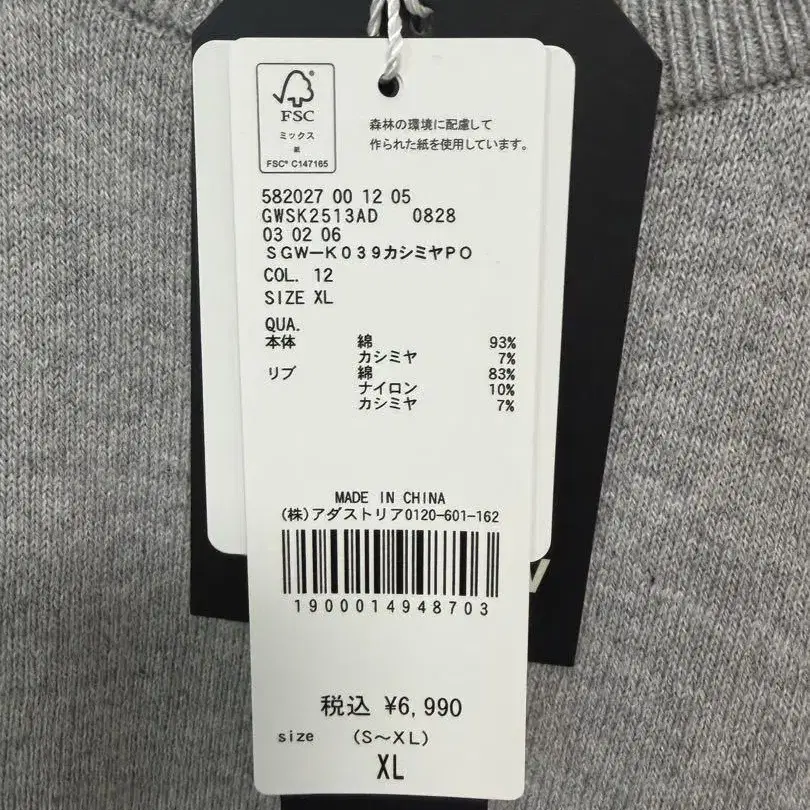 FSC
ミックス
紙
FSC® C147165
森林の環境に配慮して
作られた紙を使用しています。
582027 00 12 05
GWSK2513AD 0828
03 02 06
SGW-K039カシミヤPO
COL. 12
SIZE XL
QUA.
本体 綿 93%
カシミヤ 7%
リブ 綿 83%
ナイロン 10%
カシミヤ 7%
MADE IN CHINA
(株)アダストリア0120-601-162
1900014948703
税込 ¥6,990
size (S〜XL)
XL